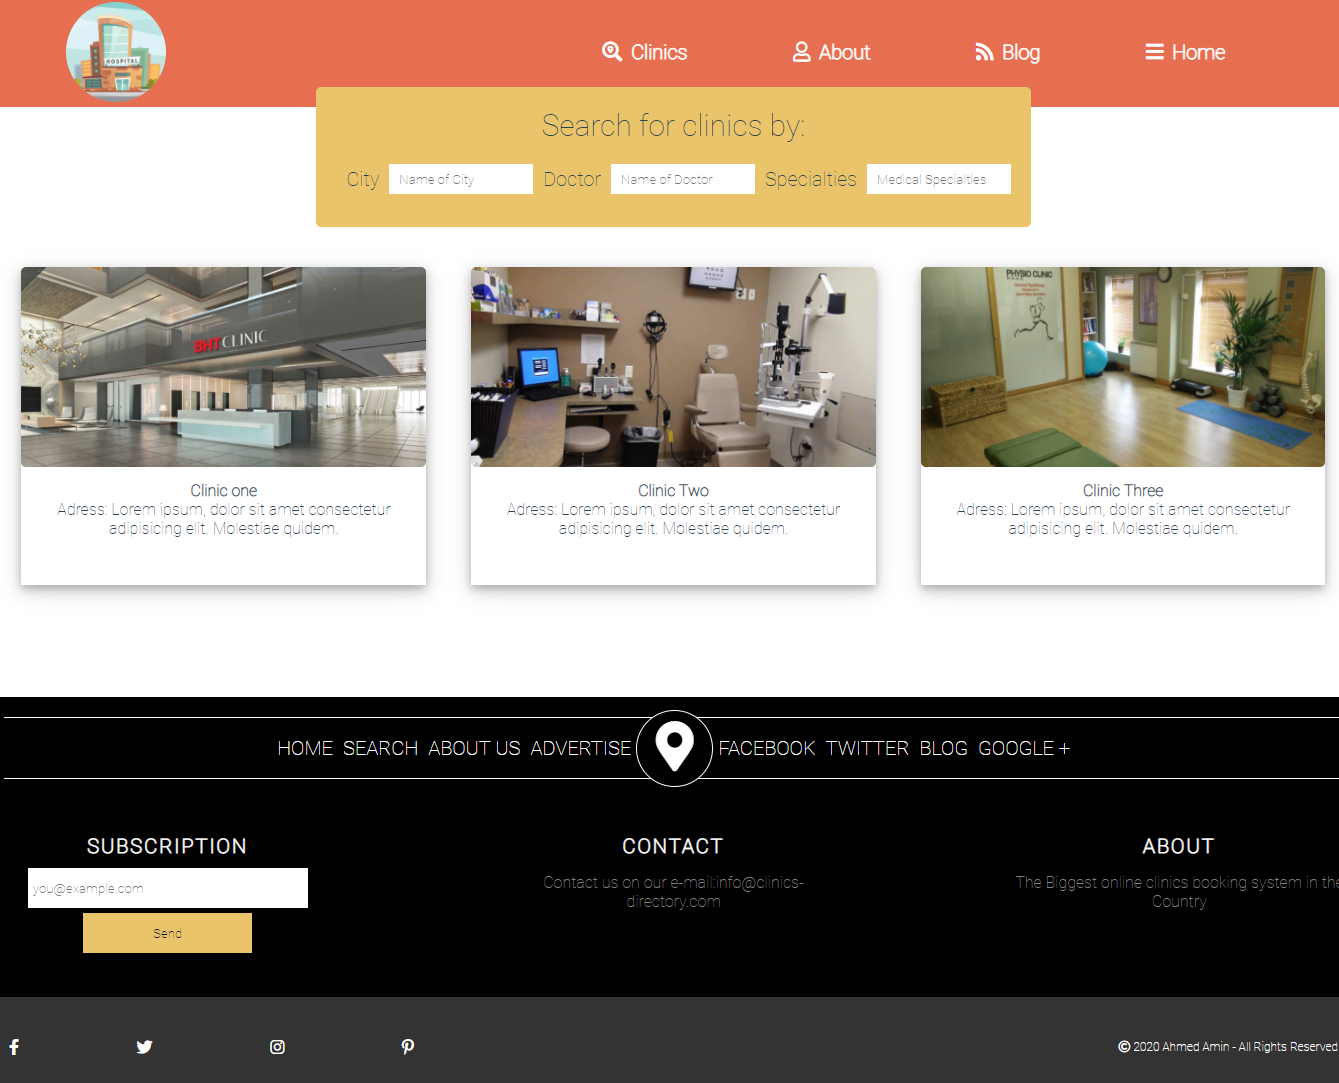 HOSPITAL
Clinics
About
Blog
Home
Search for clinics by:
City Name of City Doctor Name of Doctor Specialties Medical Specialties
BHTCLINIC
PHYSIO CLINIC
Clinic one
Adress: Lorem ipsum, dolor sit amet consectetur
adipisicing elit. Molestiae quidem.
Clinic Two
Adress: Lorem ipsum, dolor sit amet consectetur
adipisicing elit. Molestiae quidem.
Clinic Three
Adress: Lorem ipsum, dolor sit amet consectetur
adipisicing elit. Molestiae quidem.
HOME SEARCH ABOUT US ADVERTISE FACEBOOK TWITTER BLOG GOOGLE +
SUBSCRIPTION
you@example.com
Send
CONTACT
Contact us on our e-mail:info@clinics-
directory.com
ABOUT
The Biggest online clinics booking system in the
Country
© 2020 Ahmed Amin - All Rights Reserved